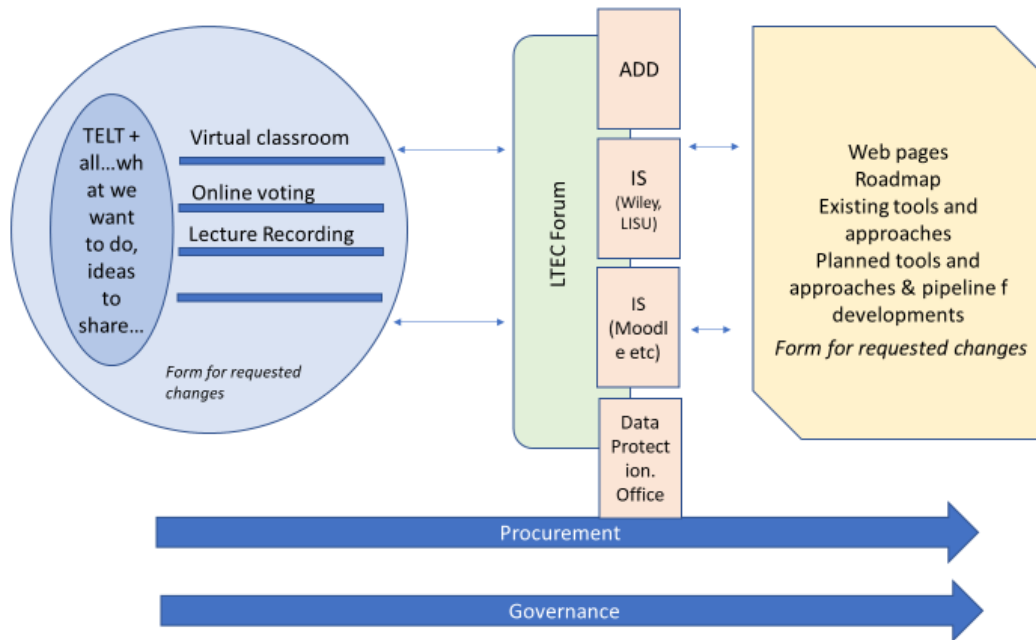 TELT +
all...wh
at we
want
to do,
ideas
to
share...
Virtual classroom
Online voting
Lecture Recording
Form for requested
changes
LTEC Forum
ADD
IS
(Wiley,
LISU)
IS
(Moodl
e etc)
Data
Protect
ion.
Office
Web pages
Roadmap
Existing tools and
approaches
Planned tools and
approaches & pipeline f
developments
Form for requested changes
Procurement
Governance